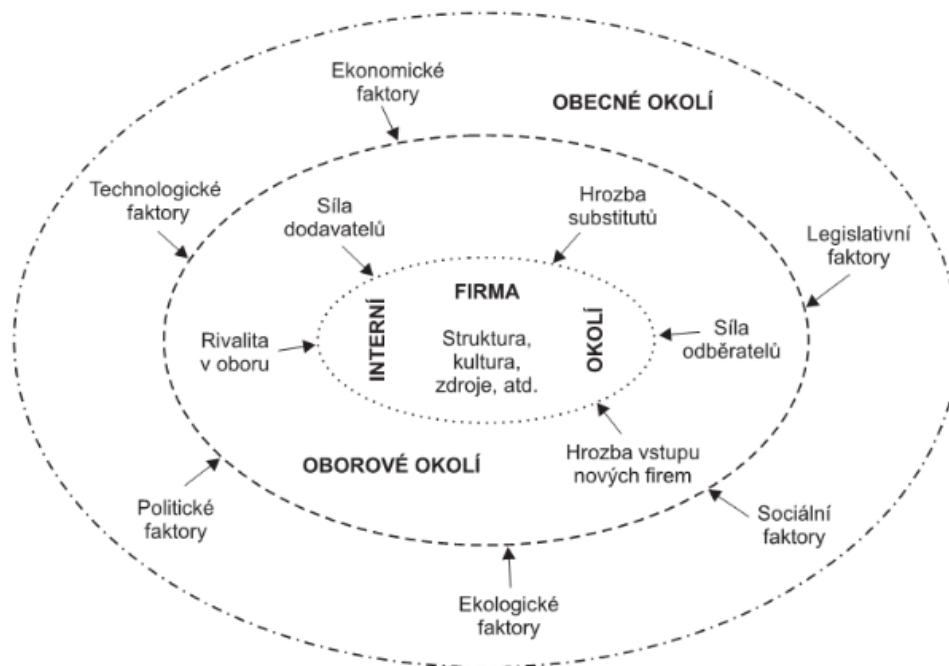 Ekonomické
faktory
OBECNÉ OKOLÍ
Technologické
faktory
Síla
dodavatelů
Hrozba
substitutů
Legislativní
faktory
FIRMA
INTERNÍ
OKOLÍ
Struktura,
kultura,
zdroje, atd.
Rivalita
v oboru
Síla
odběratelů
OBOROVÉ OKOLÍ
Hrozba vstupu
nových firem
Politické
faktory
Sociální
faktory
Ekologické
faktory